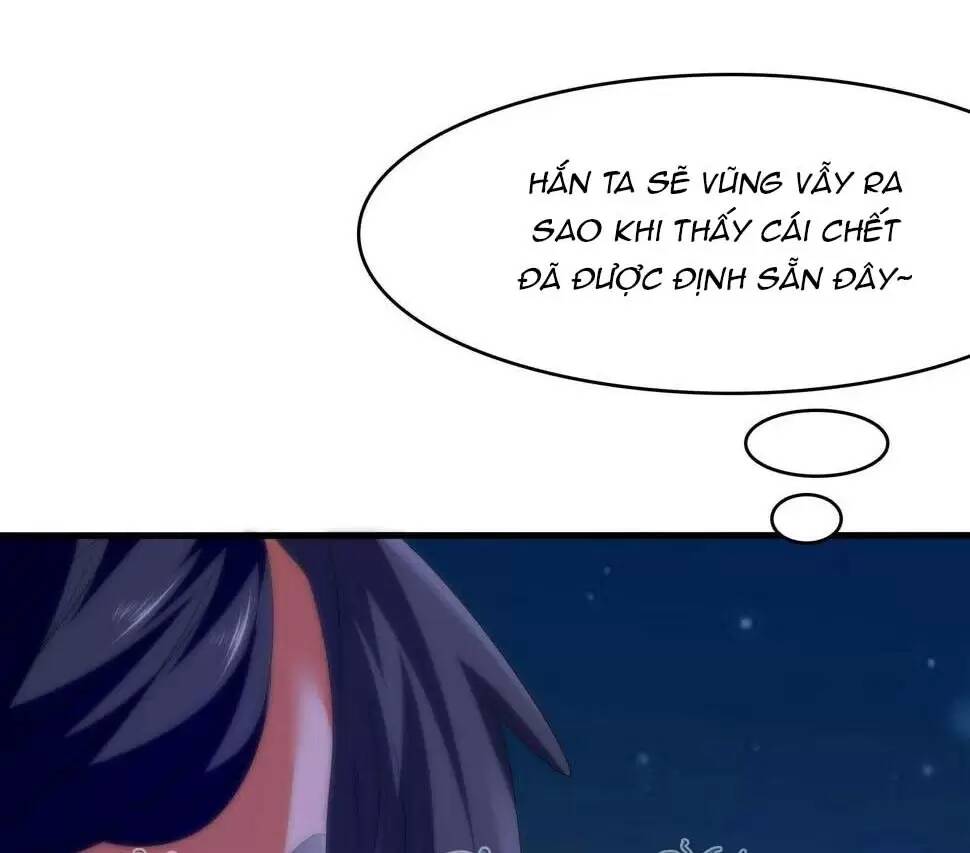 HẮN TA SẼ VŨNG VẪY RA
SAO KHI THẤY CÁI CHẾT
ĐÃ ĐƯỢC ĐỊNH SẴN ĐÂY~